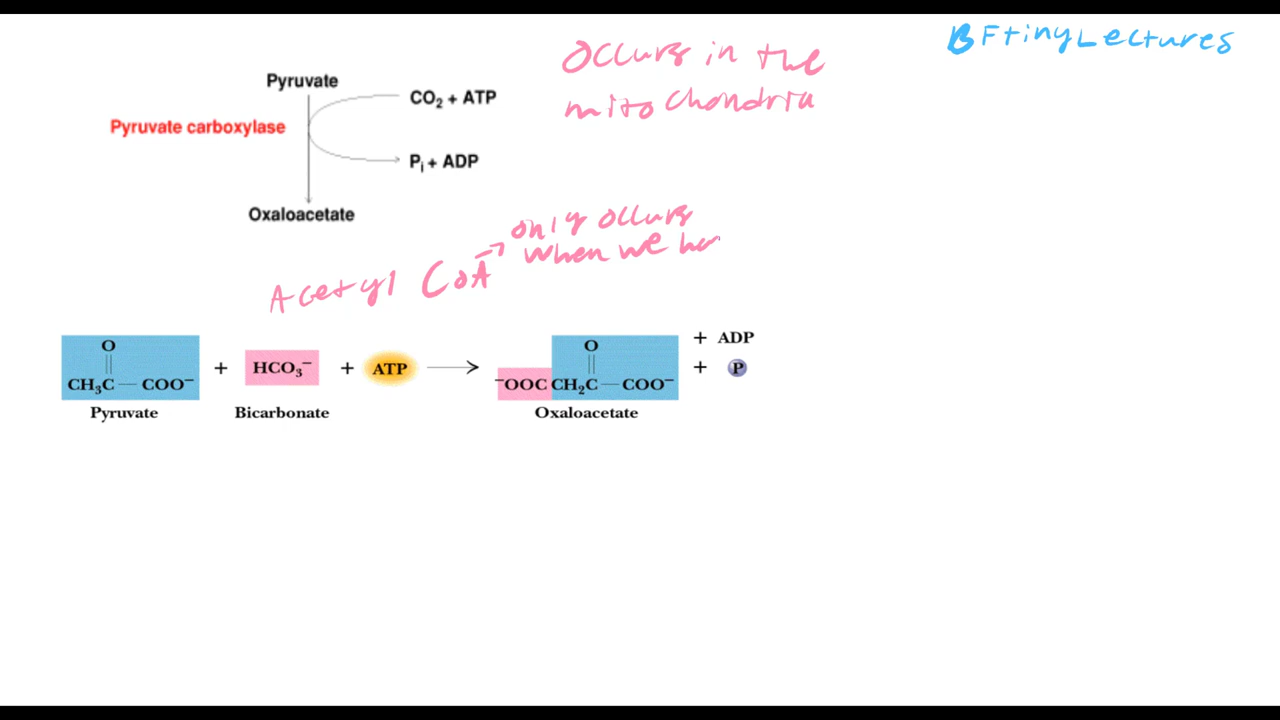 BFtinyLectures
Occurs in the
mitochondria
Pyruvate
CO₂ + ATP
Pyruvate carboxylase
Pᵢ + ADP
Oxaloacetate
only occurs
when we
Acetyl CoA
+ ADP
O
O
CH₃C — COO⁻ + HCO₃⁻ + ATP → ⁻OOC CH₂C — COO⁻ + P
Pyruvate Bicarbonate Oxaloacetate